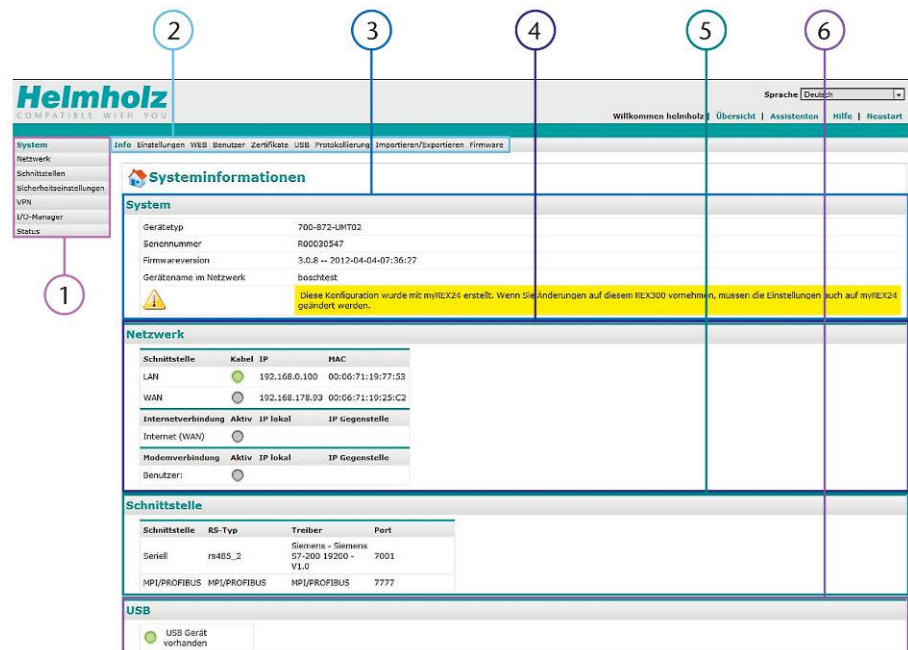 2 3 4 5 6
Helmholz
COMPATIBLE WITH YOU
Sprache Deutsch
Willkommen helmholz | Übersicht | Assistenten Hilfe | Neustart
System
Netzwerk
Schnittstellen
Sicherheitseinstellungen
VPN
I/O-Manager
Status
1
Info Einstellungen WEB Benutzer Zertifikate USB Protokollierung Importieren/Exportieren Firmware
Systeminformationen
System
Gerätetyp 700-872-UMT02
Seriennummer R00030547
Firmwareversion 3.0.8 -- 2012-04-04-07:36:27
Gerätename im Netzwerk boschtest
Diese Konfiguration wurde mit myREX24 erstellt. Wenn Sie Änderungen auf diesem REX300 vornehmen, müssen die Einstellungen auch auf myREX24
geändert werden.
Netzwerk
Schnittstelle Kabel IP MAC
LAN 192.168.0.100 00:06:71:19:77:53
WAN 192.168.178.93 00:06:71:19:25:C2
Internetverbindung Aktiv IP lokal IP Gegenstelle
Internet (WAN)
Modemverbindung Aktiv IP lokal IP Gegenstelle
Benutzer:
Schnittstelle
Schnittstelle RS-Typ Treiber Port
Seriell rs485_2 Siemens - Siemens
S7-200 19200 - 7001
V1.0
MPI/PROFIBUS MPI/PROFIBUS MPI/PROFIBUS 7777
USB
USB Gerät
vorhanden